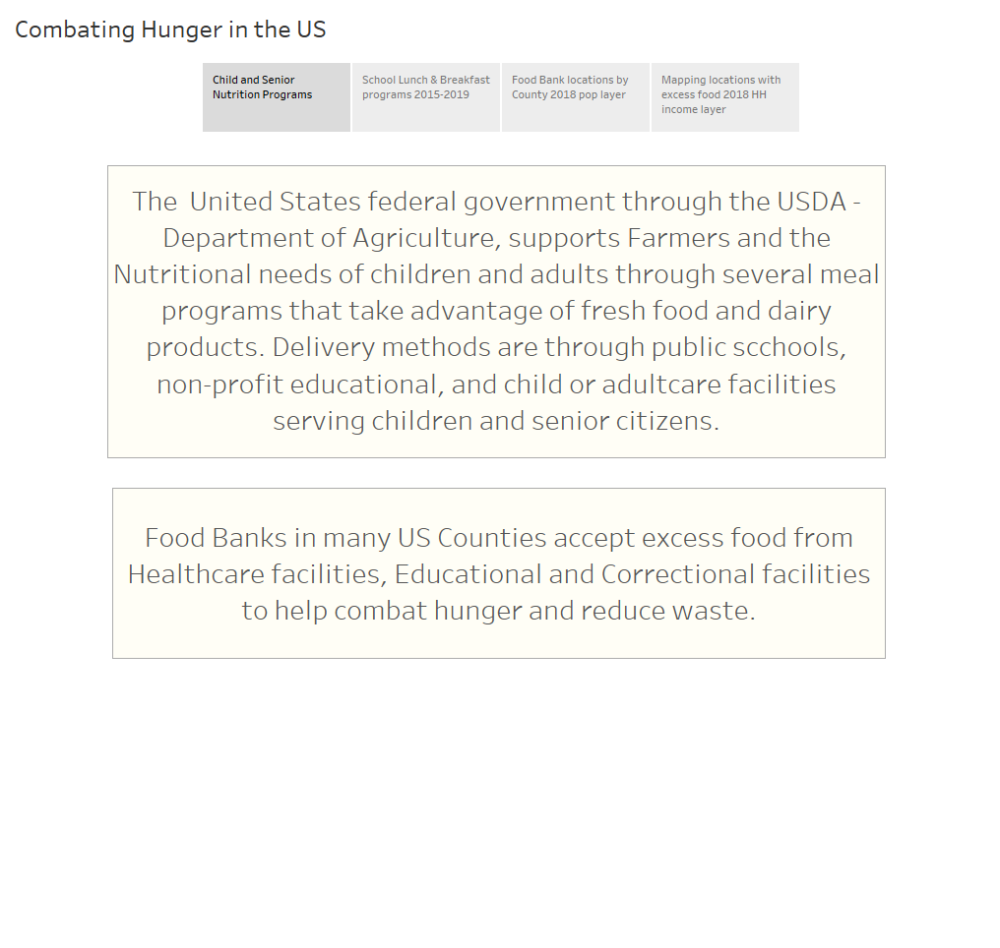 Combating Hunger in the US
Child and Senior
Nutrition Programs
School Lunch & Breakfast
programs 2015-2019
Food Bank locations by
County 2018 pop layer
Mapping locations with
excess food 2018 HH
income layer
The  United States federal government through the USDA -
Department of Agriculture, supports Farmers and the
Nutritional needs of children and adults through several meal
programs that take advantage of fresh food and dairy
products. Delivery methods are through public scchools,
non-profit educational, and child or adultcare facilities
serving children and senior citizens.
Food Banks in many US Counties accept excess food from
Healthcare facilities, Educational and Correctional facilities
to help combat hunger and reduce waste.